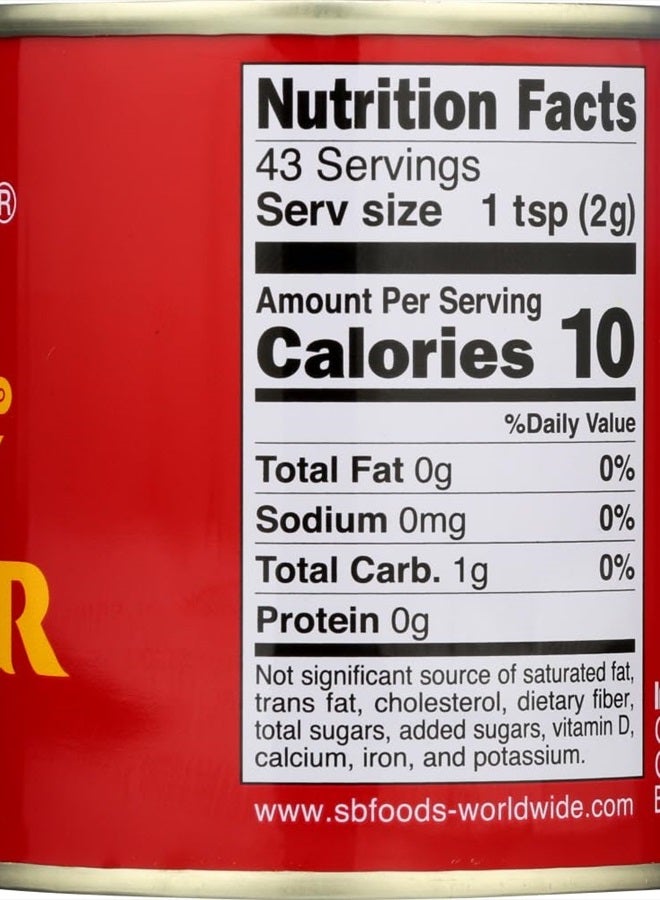 ®
R
Nutrition Facts
43 Servings
Serv size 1 tsp (2g)
Amount Per Serving
Calories 10
%Daily Value
Total Fat 0g 0%
Sodium 0mg 0%
Total Carb. 1g 0%
Protein 0g
Not significant source of saturated fat,
trans fat, cholesterol, dietary fiber,
total sugars, added sugars, vitamin D,
calcium, iron, and potassium.
www.sbfoods-worldwide.com